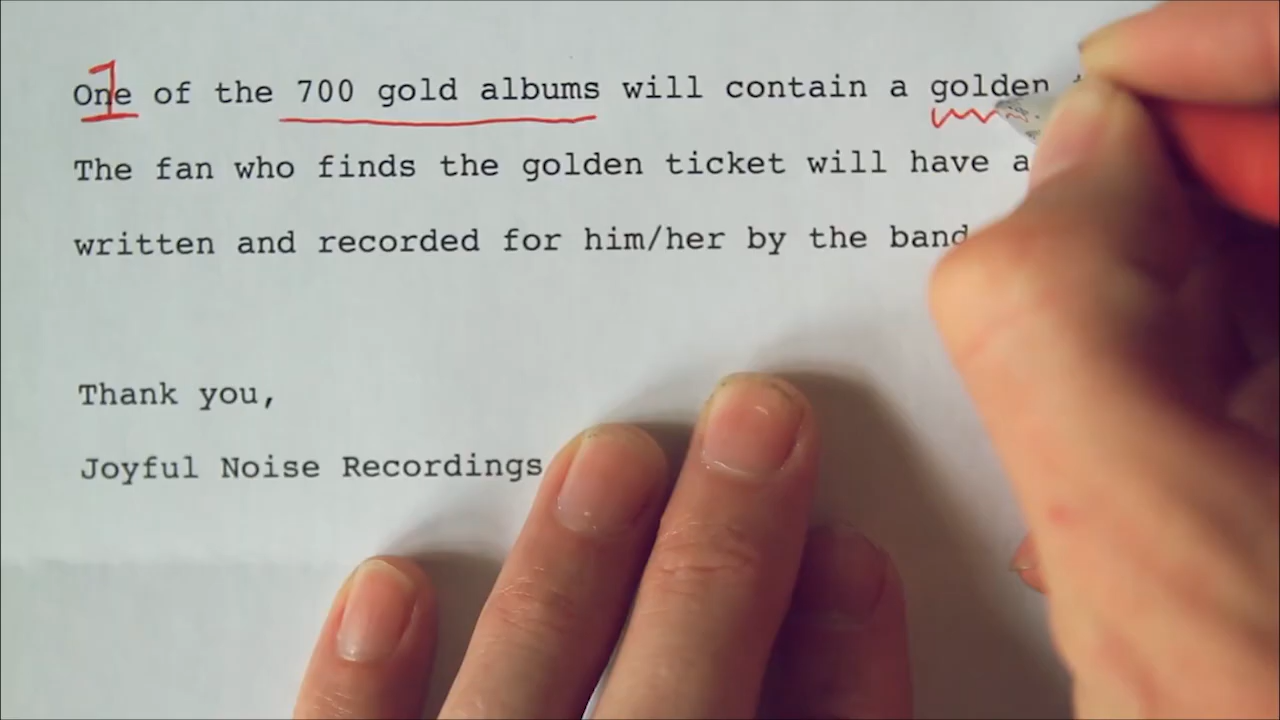 One of the 700 gold albums will contain a golden
The fan who finds the golden ticket will have a
written and recorded for him/her by the band
Thank you,
Joyful Noise Recordings